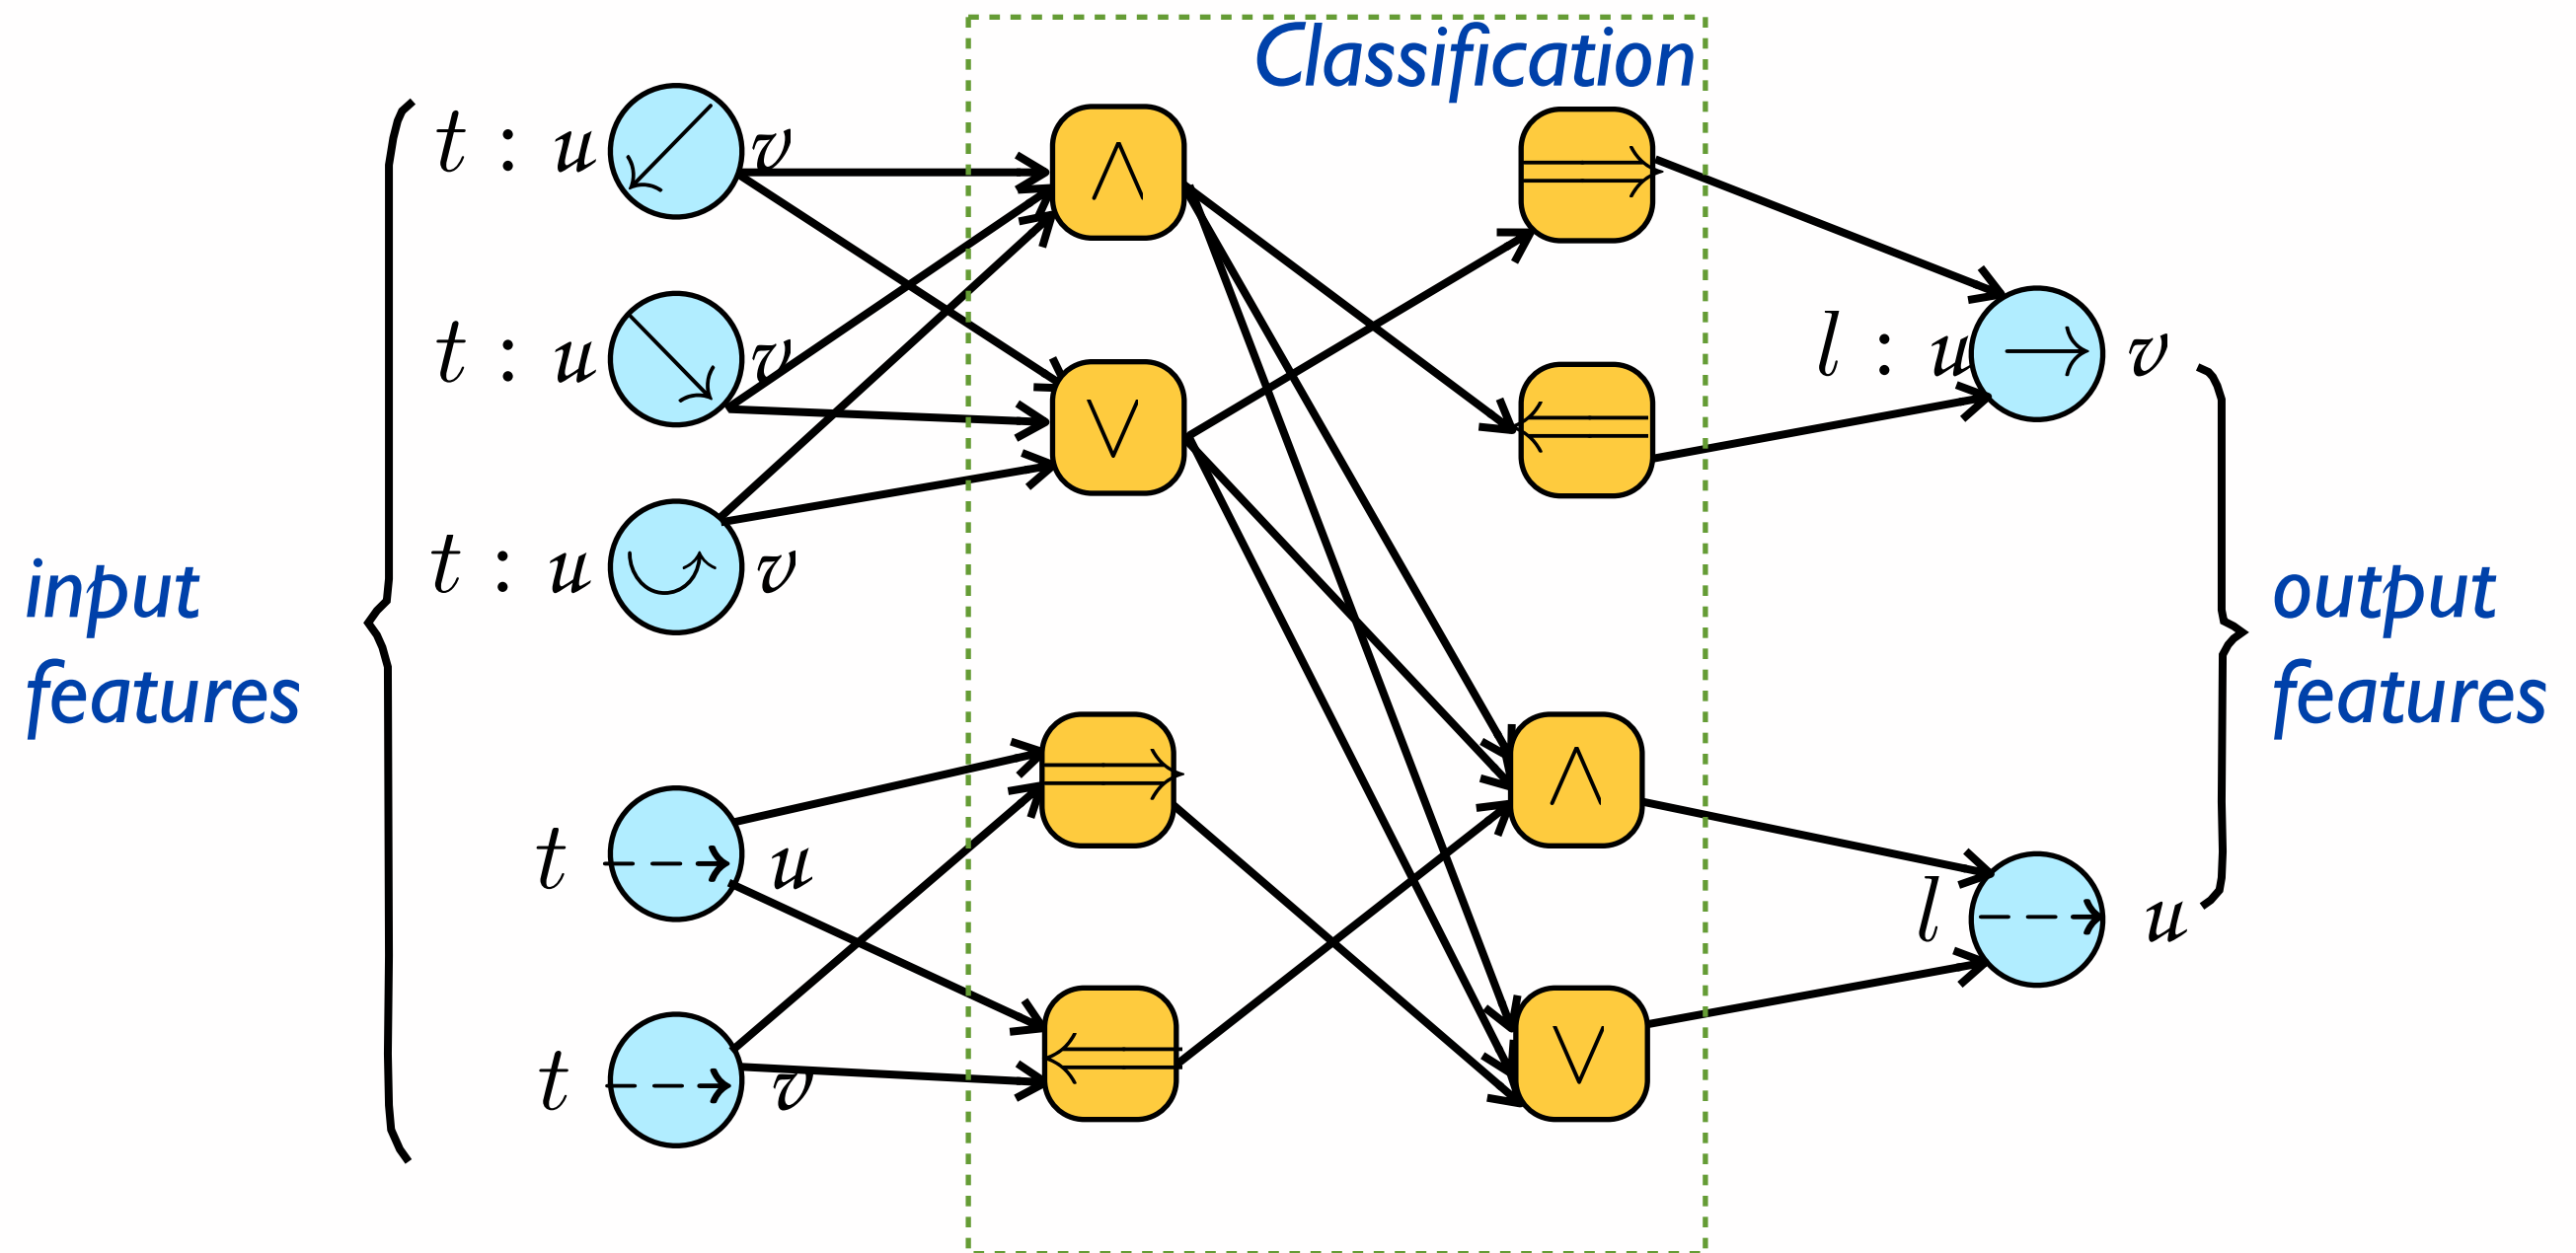 Classification
t : u ↙ v
∧
⇒
t : u ↘ v
∨
⇐
l : u → v
t : u v
input
features
output
features
t ⇢ u
⇒
∧
l ⇢ u
t ⇢ v
⇐
∨